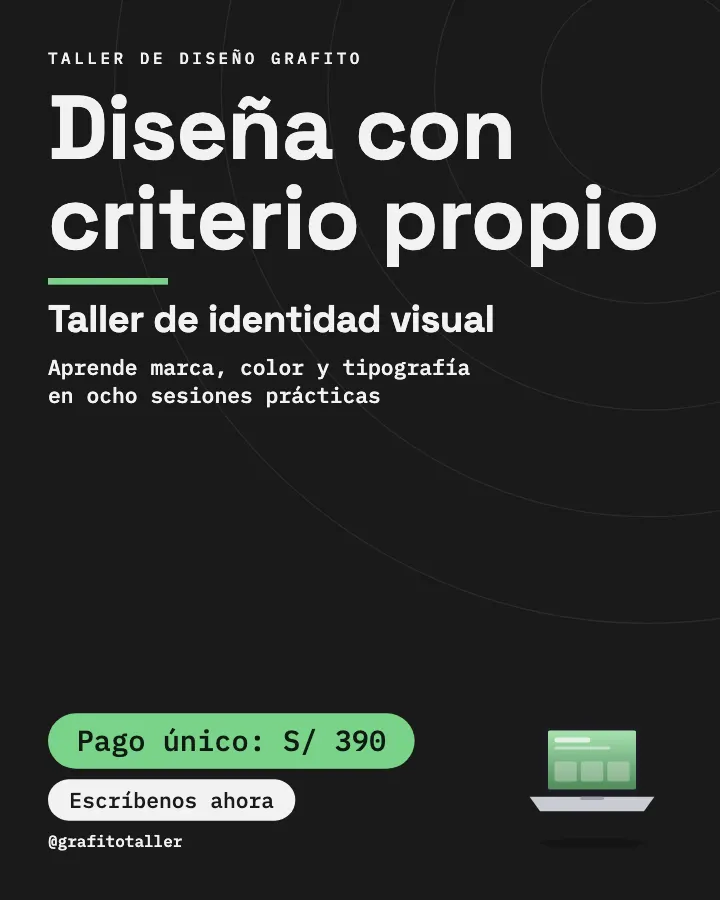 TALLER DE DISEÑO GRAFITO
Diseña con
criterio propio
Taller de identidad visual
Aprende marca, color y tipografía
en ocho sesiones prácticas
Pago único: S/ 390
Escríbenos ahora
@grafitotaller